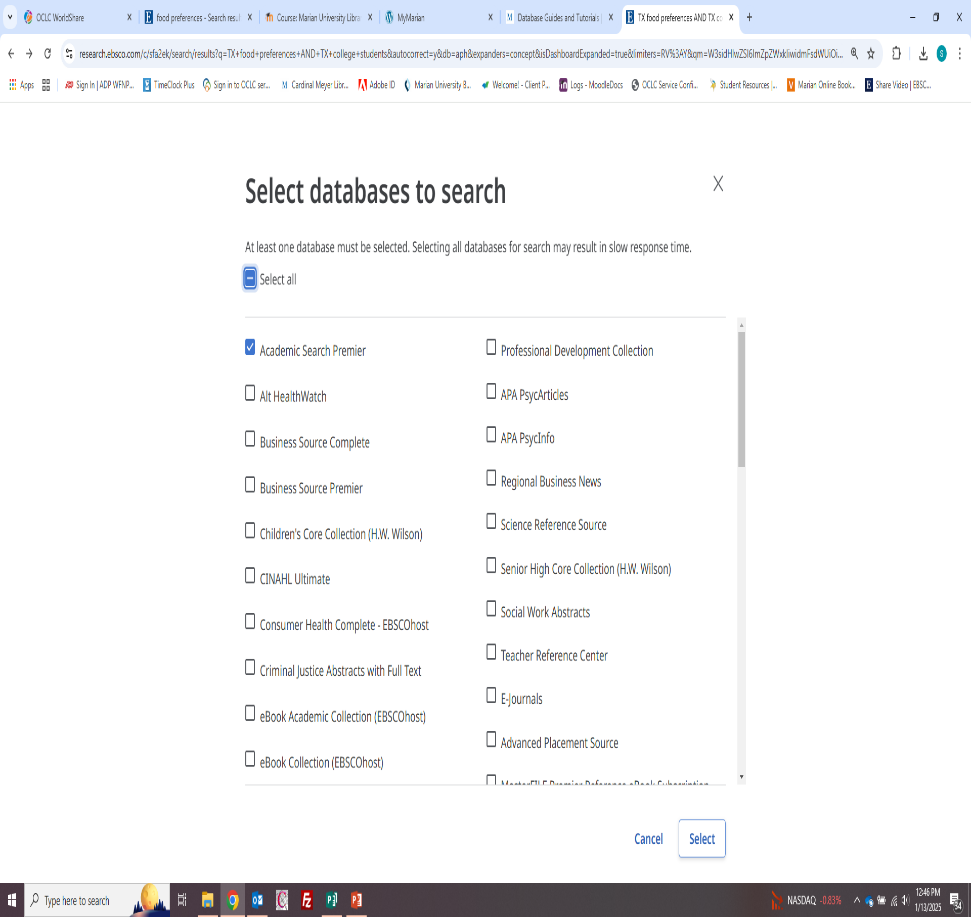 OCLC WorldShare
food preferences - Search resu
Course: Marian University Libra
MyMarian
Database Guides and Tutorials
TX food preferences AND TX co
research.ebsco.com/c/sfa2ek/search/results?q=TX+food+preferences+AND+TX+college+students&autocorrect=y&db=aph&expanders=concept&isDashboardExpanded=true&limiters=RV%3AY&qm=
S
Apps
Sign In | ADP WFNP...
TimeClock Plus
Sign in to OCLC ser...
Cardinal Meyer Libr...
Adobe ID
Marian University B...
Welcome! - Client P...
Logs - MoodleDocs
OCLC Service Confi...
Student Resources |...
Marian Online Book...
Share Video | EBSC...
Select databases to search
At least one database must be selected. Selecting all databases for search may result in slow response time.
Select all
Academic Search Premier
Alt HealthWatch
Business Source Complete
Business Source Premier
Children's Core Collection (H.W. Wilson)
CINAHL Ultimate
Consumer Health Complete - EBSCOhost
Criminal Justice Abstracts with Full Text
eBook Academic Collection (EBSCOhost)
eBook Collection (EBSCOhost)
Professional Development Collection
APA PsycArticles
APA PsycInfo
Regional Business News
Science Reference Source
Senior High Core Collection (H.W. Wilson)
Social Work Abstracts
Teacher Reference Center
E-Journals
Advanced Placement Source
MasterFILE Premier Reference eBook Subscription
Cancel
Select
Type here to search
NASDAQ -0.83%
12:46 PM
1/13/2025